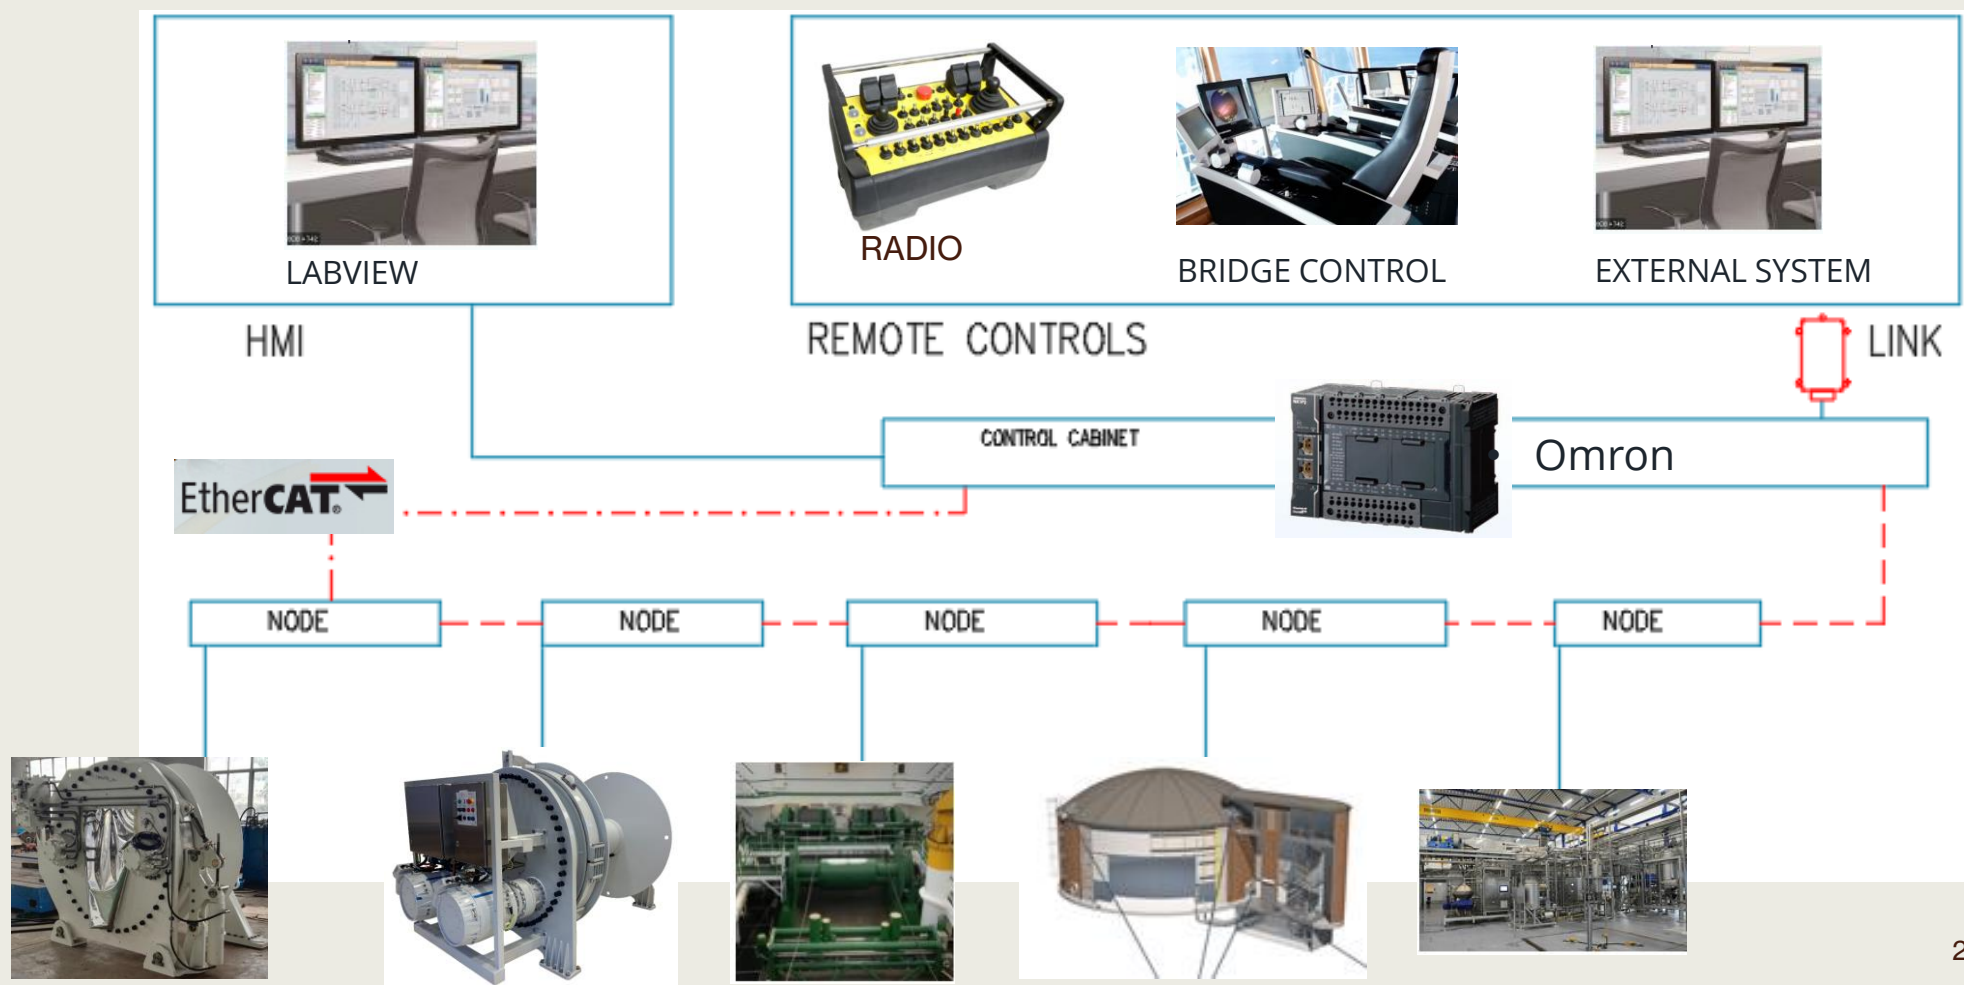 LABVIEW
RADIO
BRIDGE CONTROL
EXTERNAL SYSTEM
HMI
REMOTE CONTROLS
LINK
CONTROL CABINET
Omron
EtherCAT®
NODE
NODE
NODE
NODE
NODE
2